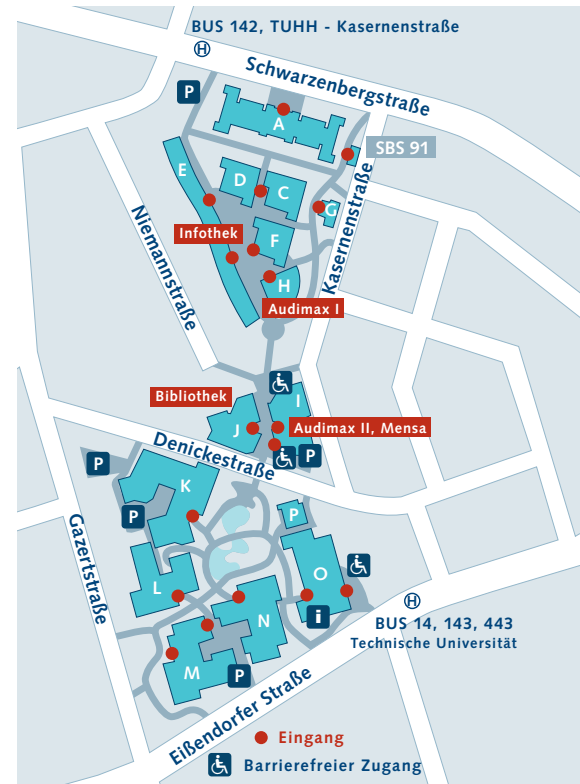 BUS 142, TUHH - Kasernenstraße
H
Schwarzenbergstraße
P
A
SBS 91
E
D
C
G
Niemannstraße
Infothek
F
Kasernenstraße
H
Audimax I
Bibliothek
I
J
Audimax II, Mensa
Denickestraße
P
P
K
P
P
Gazertstraße
L
O
H
i
BUS 14, 143, 443
Technische Universität
N
M
P
Eißendorfer Straße
Eingang
Barrierefreier Zugang